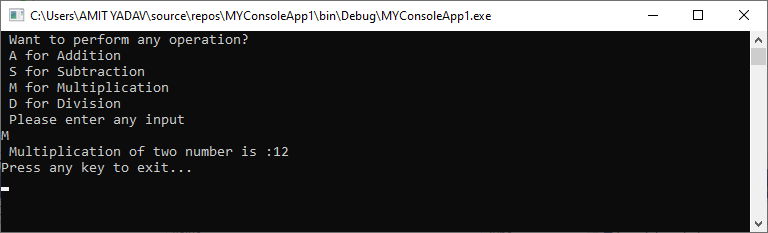 C:\Users\AMIT YADAV\source\repos\MYConsoleApp1\bin\Debug\MYConsoleApp1.exe
Want to perform any operation?
A for Addition
S for Subtraction
M for Multiplication
D for Division
Please enter any input
M
Multiplication of two number is :12
Press any key to exit...